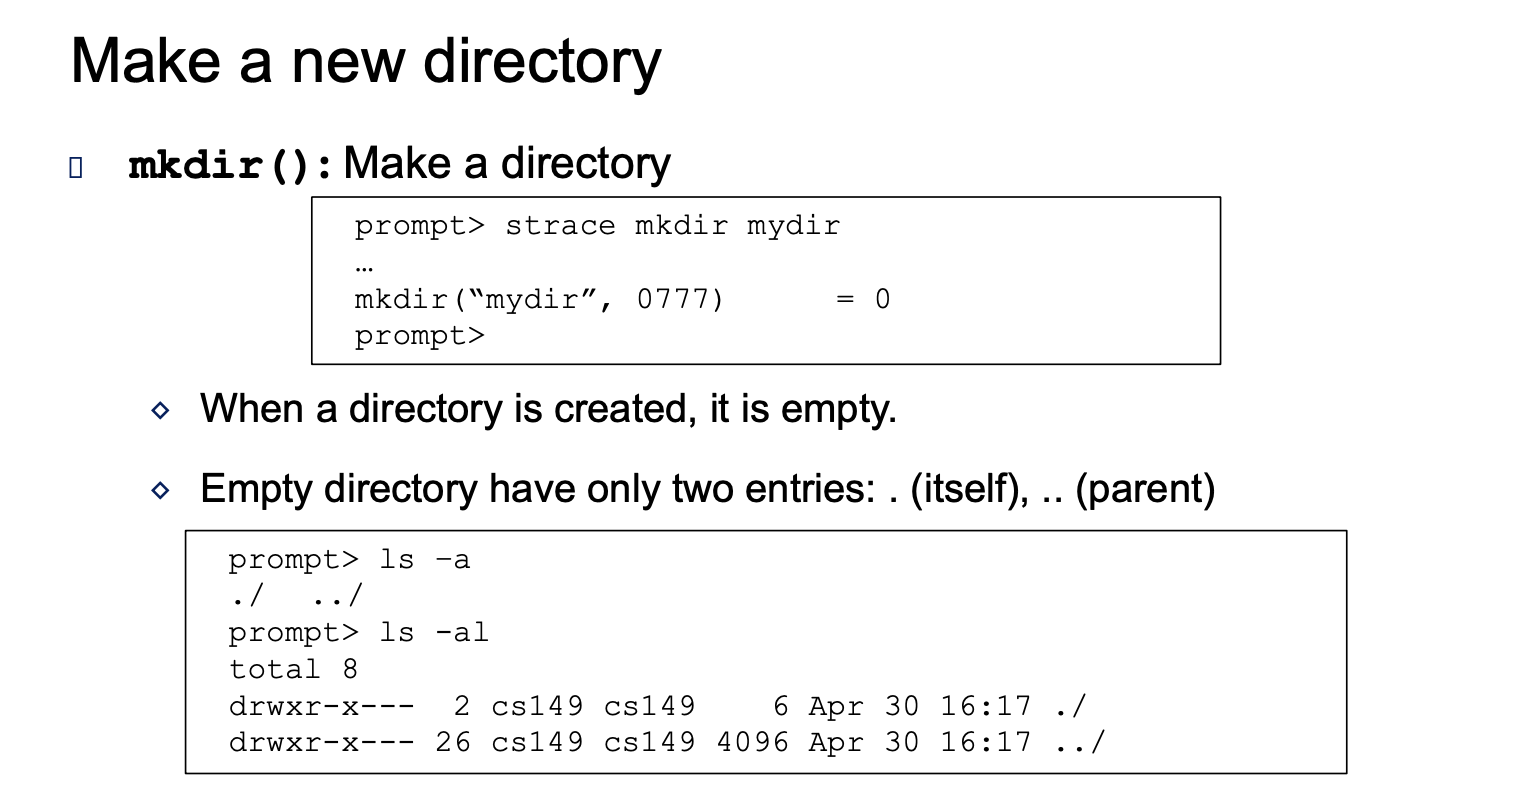 Make a new directory
mkdir(): Make a directory
prompt> strace mkdir mydir
…
mkdir(“mydir”, 0777)      = 0
prompt>
When a directory is created, it is empty.
Empty directory have only two entries: . (itself), .. (parent)
prompt> ls –a
./   ../
prompt> ls -al
total 8
drwxr-x---  2 cs149 cs149    6 Apr 30 16:17 ./
drwxr-x--- 26 cs149 cs149 4096 Apr 30 16:17 ../